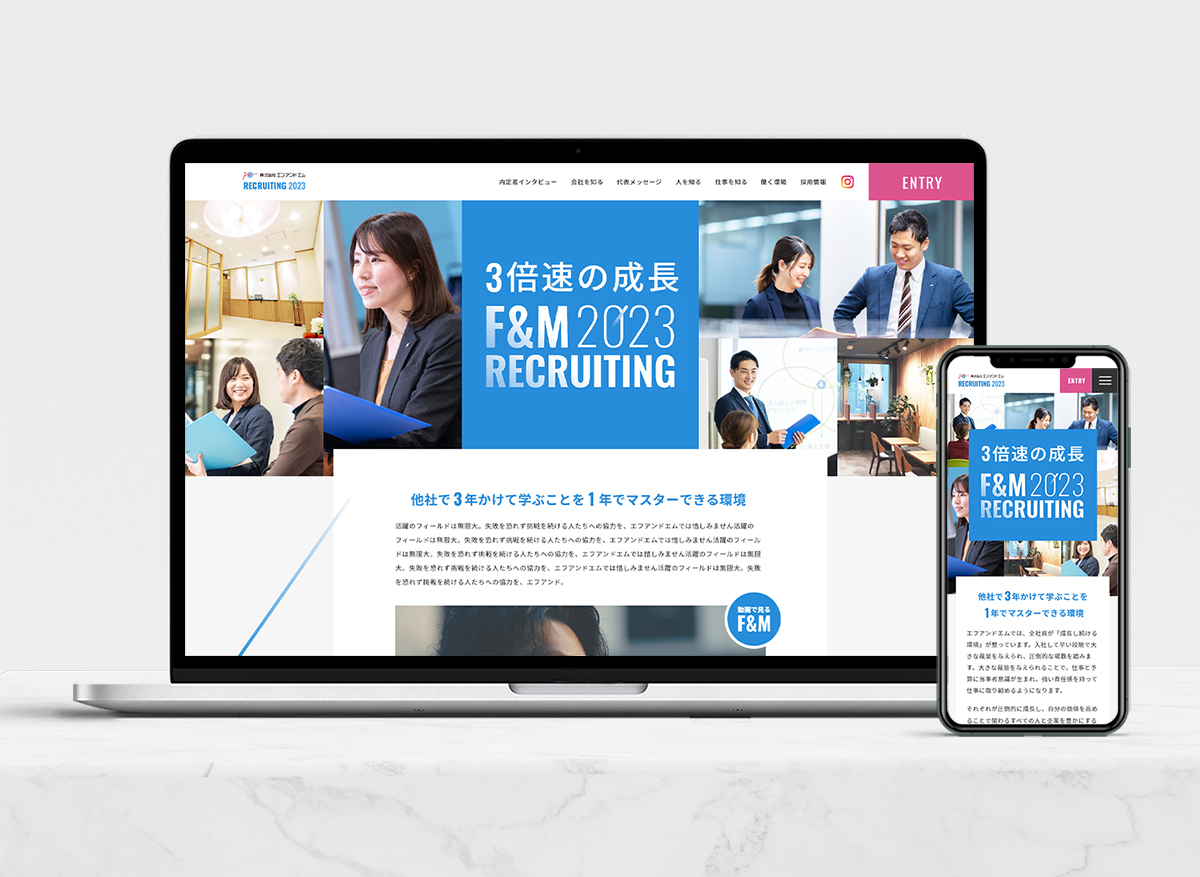 株式会社 エフアンドエム
RECRUITING 2023
内定者インタビュー 会社を知る 代表メッセージ 人を知る 仕事を知る 働く環境 採用情報
ENTRY
3倍速の成長
F&M 2023
RECRUITING
他社で3年かけて学ぶことを1年でマスターできる環境
活躍のフィールドは無限大。失敗を恐れず挑戦を続ける人たちへの協力を、エフアンドエムでは惜しみません活躍の
フィールドは無限大。失敗を恐れず挑戦を続ける人たちへの協力を、エフアンドエムでは惜しみません活躍のフィール
ドは無限大。失敗を恐れず挑戦を続ける人たちへの協力を、エフアンドエムでは惜しみません活躍のフィールドは無限
大。失敗を恐れず挑戦を続ける人たちへの協力を、エフアンドエムでは惜しみません活躍のフィールドは無限大。失敗
を恐れず挑戦を続ける人たちへの協力を、エフアンド。
動画で見る
F&M
株式会社 エフアンドエム
RECRUITING 2023
ENTRY
3倍速の成長
F&M 2023
RECRUITING
他社で3年かけて学ぶことを
1年でマスターできる環境
エフアンドエムでは、全社員が「成長し続ける
環境」が整っています。入社して早い段階で大
きな裁量を与えられ、圧倒的な場数を踏みま
す。大きな裁量を与えられることで、仕事と予
算に当事者意識が生まれ、強い責任感を持って
仕事に取り組めるようになります。
それぞれが圧倒的に成長し、自分の価値を高め
ることで関わるすべての人と企業を豊かにする